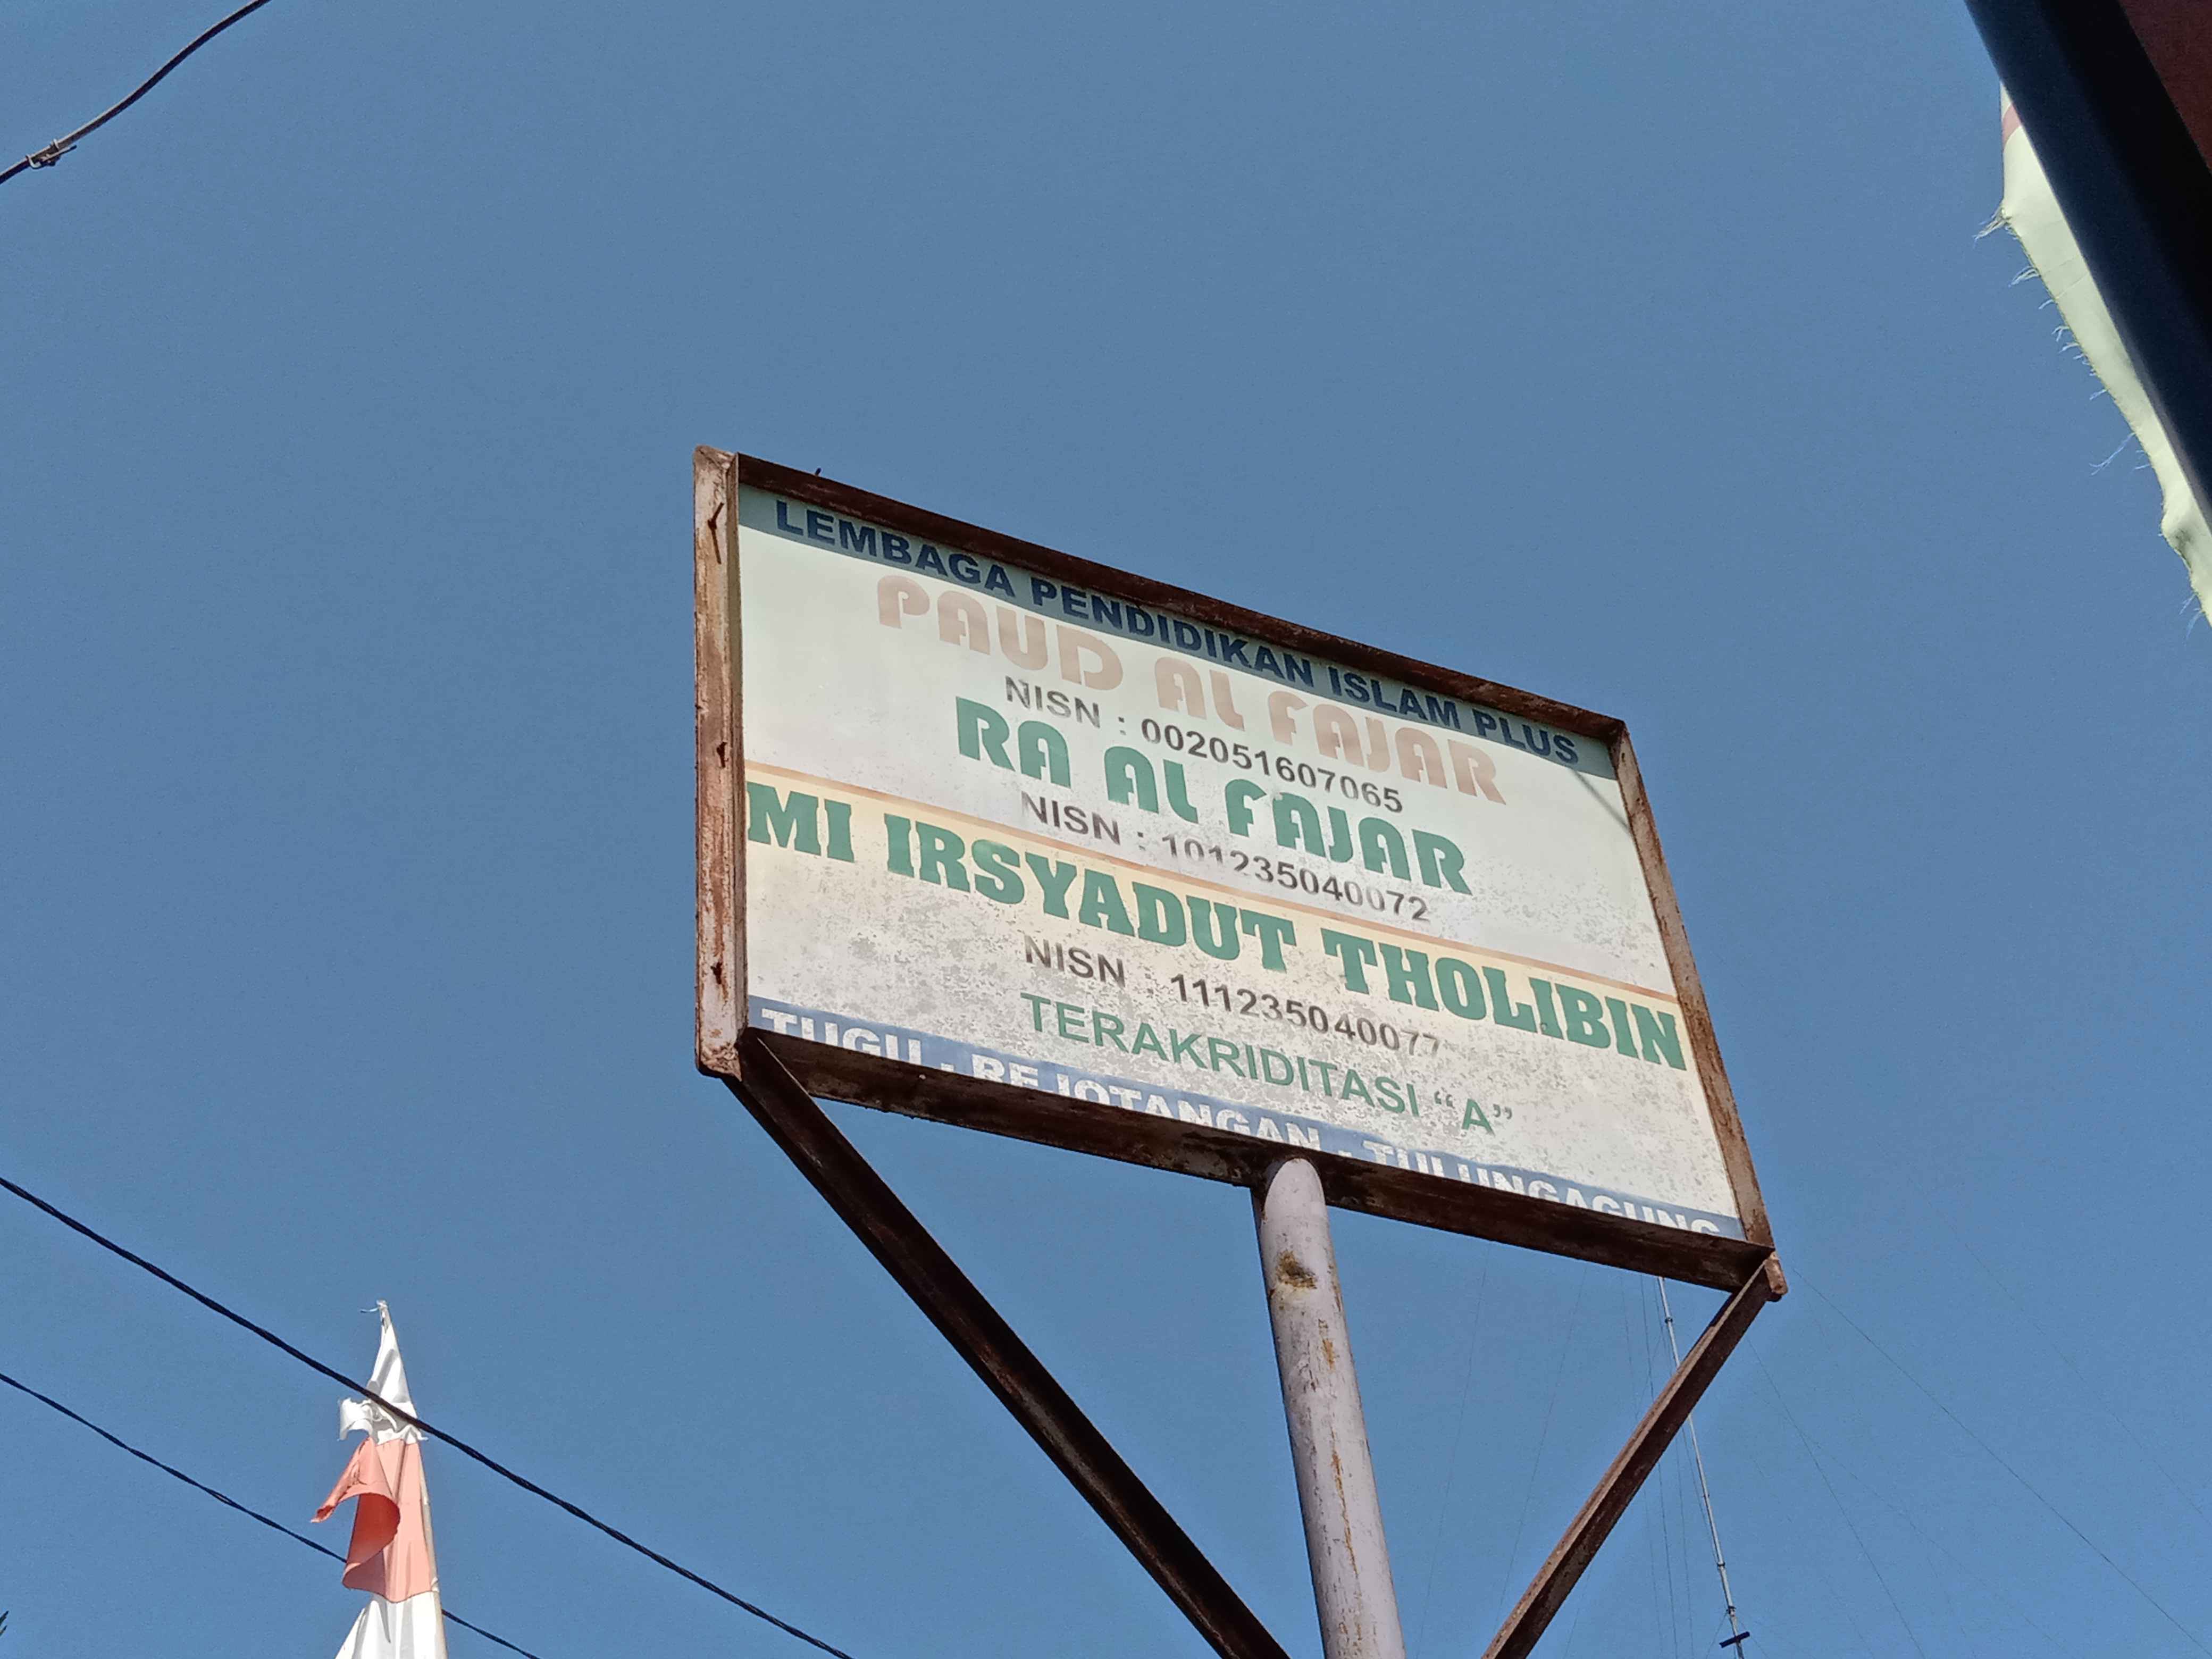 LEMBAGA PENDIDIKAN ISLAM PLUS
PAUD AL FAJAR
NISN : 002051607065
RA AL FAJAR
NISN : 101235040072
MI IRSYADUT THOLIBIN
NISN : 111235040077
TERAKRIDITASI “A”
TUGU - REJOTANGAN - TULUNGAGUNG